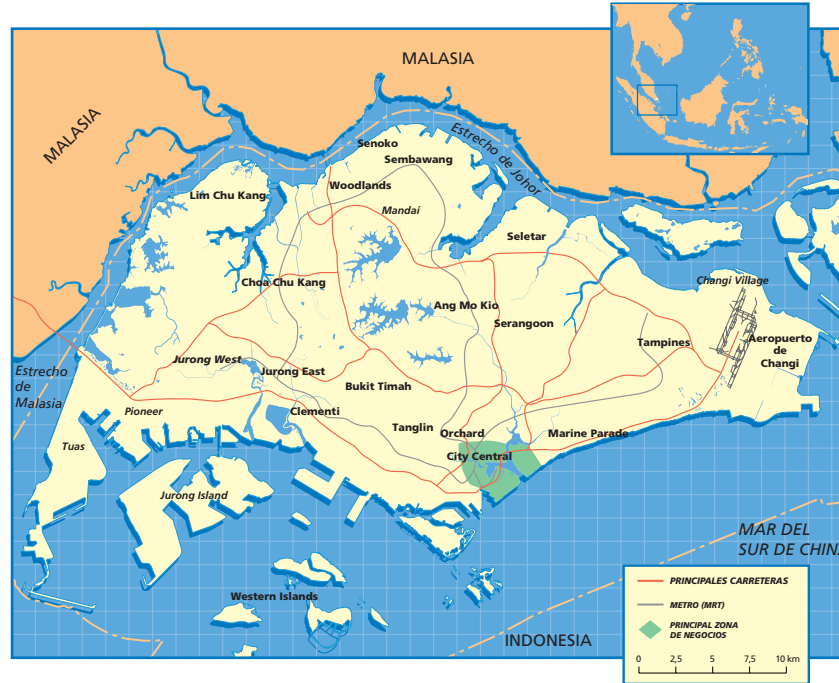 MALASIA
MALASIA
Estrecho de Johor
Senoko
Sembawang
Woodlands
Lim Chu Kang
Mandai
Seletar
Choa Chu Kang
Changi Village
Ang Mo Kio
Serangoon
Tampines
Aeropuerto
de
Changi
Jurong West
Estrecho
de
Malasia
Jurong East
Bukit Timah
Pioneer
Clementi
Tanglin
Orchard
Marine Parade
Tuas
City Central
Jurong Island
MAR DEL
SUR DE CHINA
Western Islands
INDONESIA
PRINCIPALES CARRETERAS
METRO (MRT)
PRINCIPAL ZONA
DE NEGOCIOS
0 2,5 5 7,5 10 km